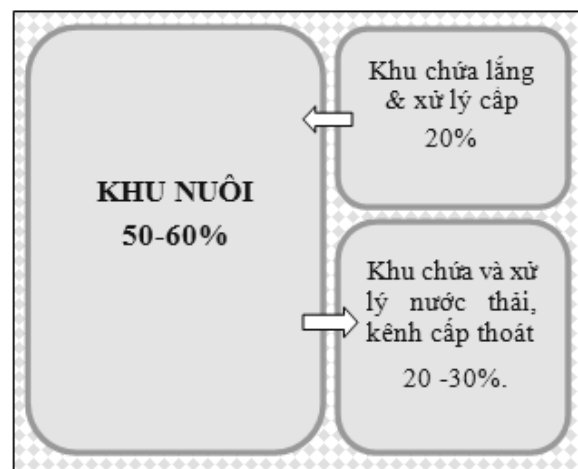 KHU NUÔI
50-60%
Khu chứa lắng
& xử lý cấp
20%
Khu chứa và xử
lý nước thải,
kênh cấp thoát
20 -30%.